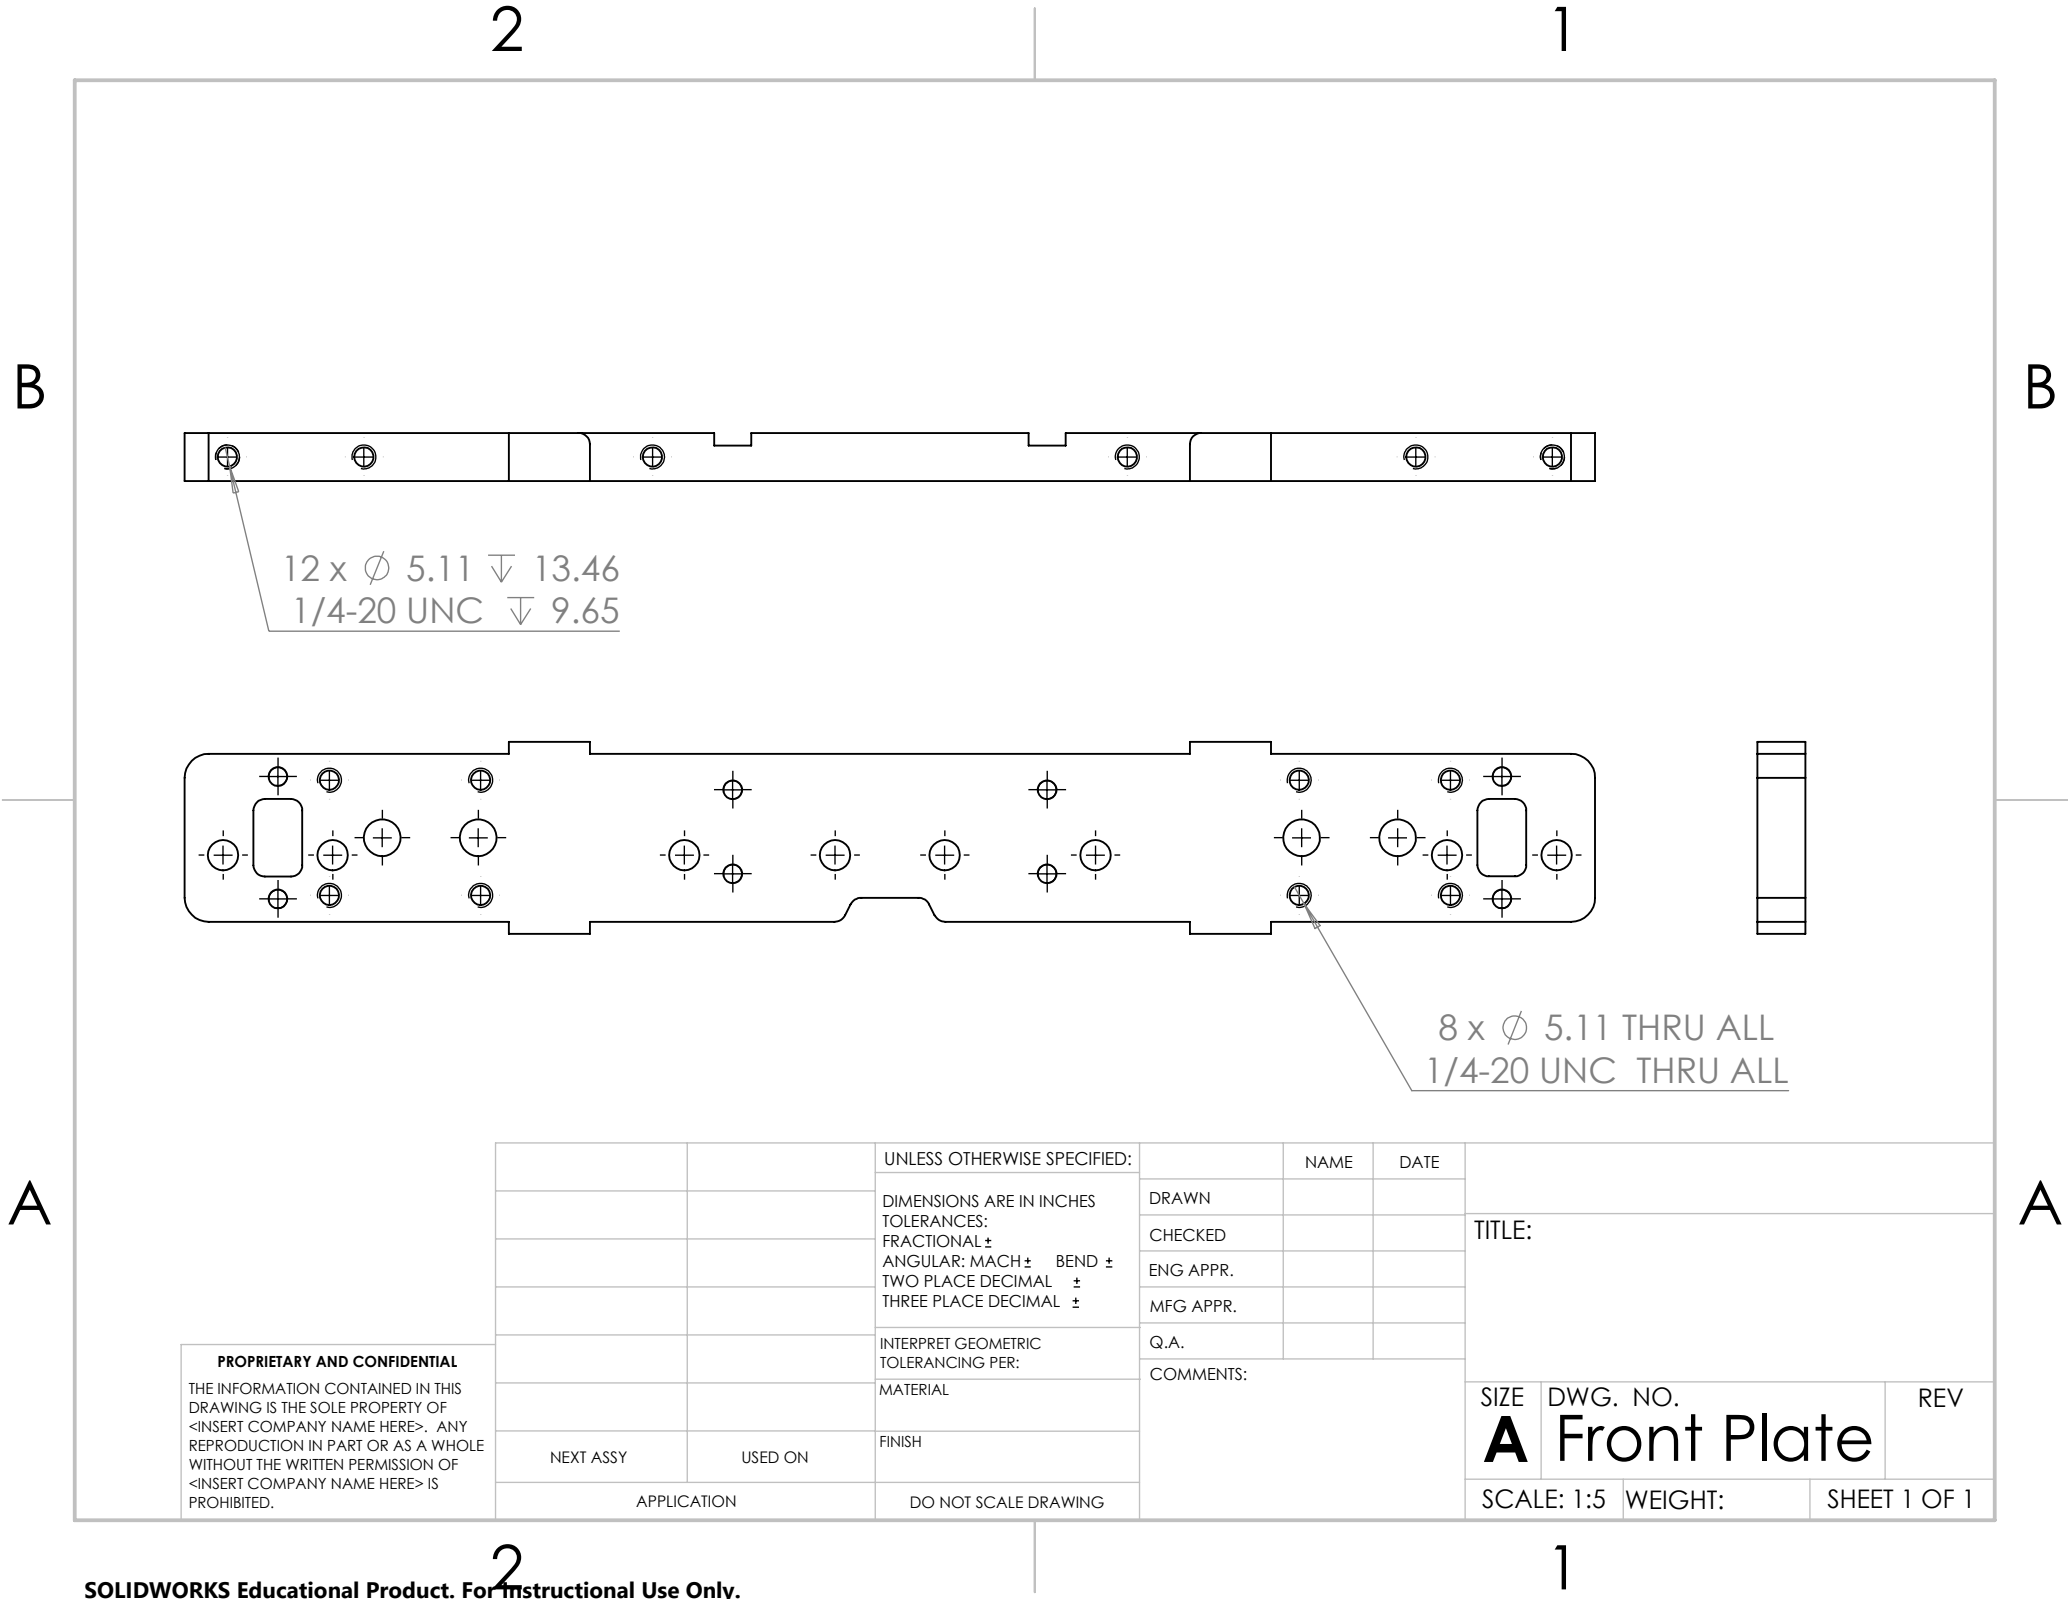 2
1
B
B
12 x ∅ 5.11 ↧ 13.46
1/4-20 UNC ↧ 9.65
8 x ∅ 5.11 THRU ALL
1/4-20 UNC THRU ALL
A
A
UNLESS OTHERWISE SPECIFIED:
DIMENSIONS ARE IN INCHES
TOLERANCES:
FRACTIONAL ±
ANGULAR: MACH ± BEND ±
TWO PLACE DECIMAL ±
THREE PLACE DECIMAL ±
INTERPRET GEOMETRIC
TOLERANCING PER:
MATERIAL
FINISH
DO NOT SCALE DRAWING
NAME
DATE
DRAWN
CHECKED
ENG APPR.
MFG APPR.
Q.A.
COMMENTS:
TITLE:
SIZE
A
DWG. NO.
Front Plate
REV
SCALE: 1:5
WEIGHT:
SHEET 1 OF 1
PROPRIETARY AND CONFIDENTIAL
THE INFORMATION CONTAINED IN THIS
DRAWING IS THE SOLE PROPERTY OF
<INSERT COMPANY NAME HERE>. ANY
REPRODUCTION IN PART OR AS A WHOLE
WITHOUT THE WRITTEN PERMISSION OF
<INSERT COMPANY NAME HERE> IS
PROHIBITED.
NEXT ASSY
USED ON
APPLICATION
2
1
SOLIDWORKS Educational Product. For Instructional Use Only.